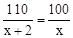 110/(x + 2) = 100/x